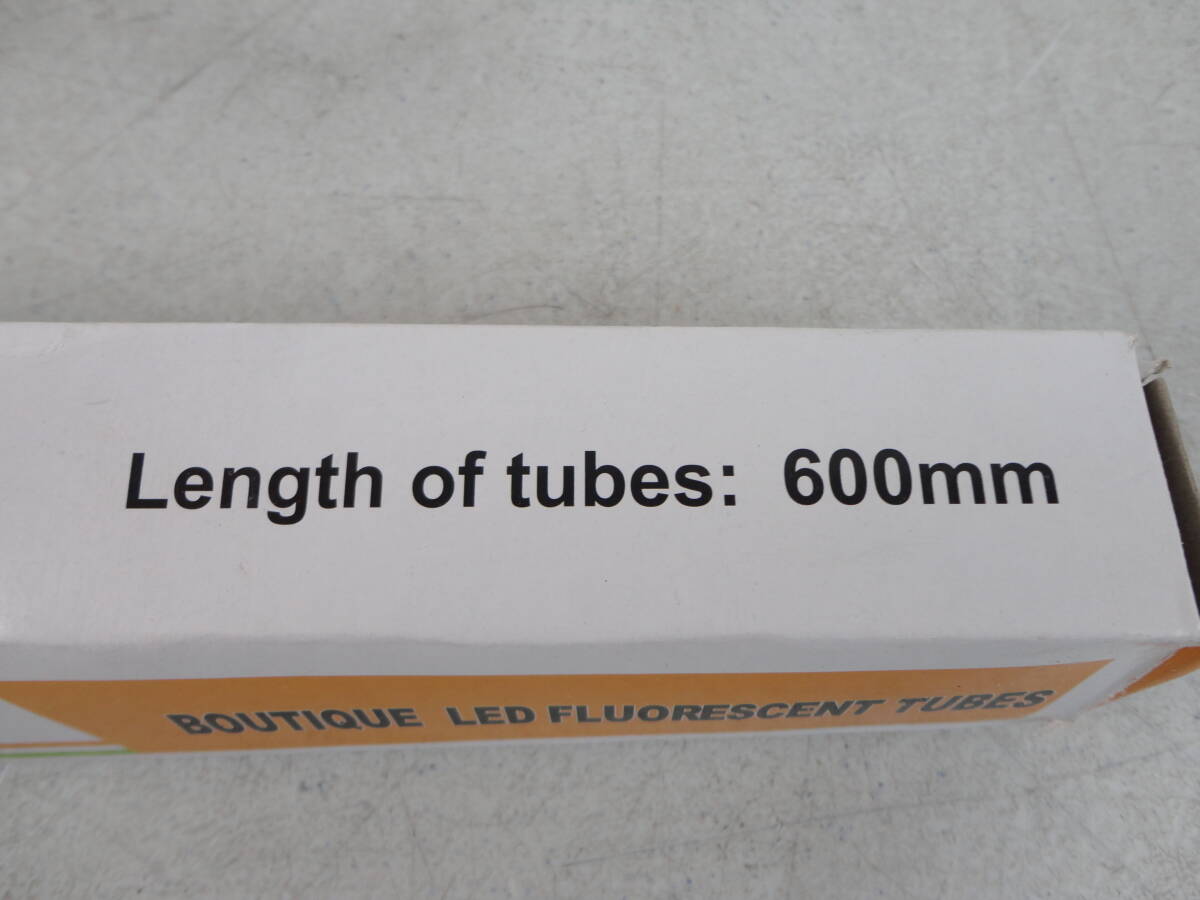 Length of tubes: 600mm
BOUTIQUE LED FLUORESCENT TUBES